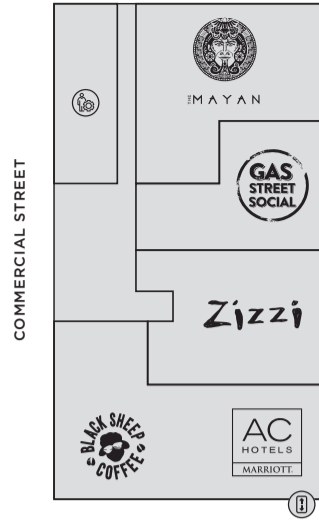 COMMERCIAL STREET
THE MAYAN
GAS
STREET
SOCIAL
Zizzi
BLACK SHEEP
COFFEE
AC
HOTELS
MARRIOTT